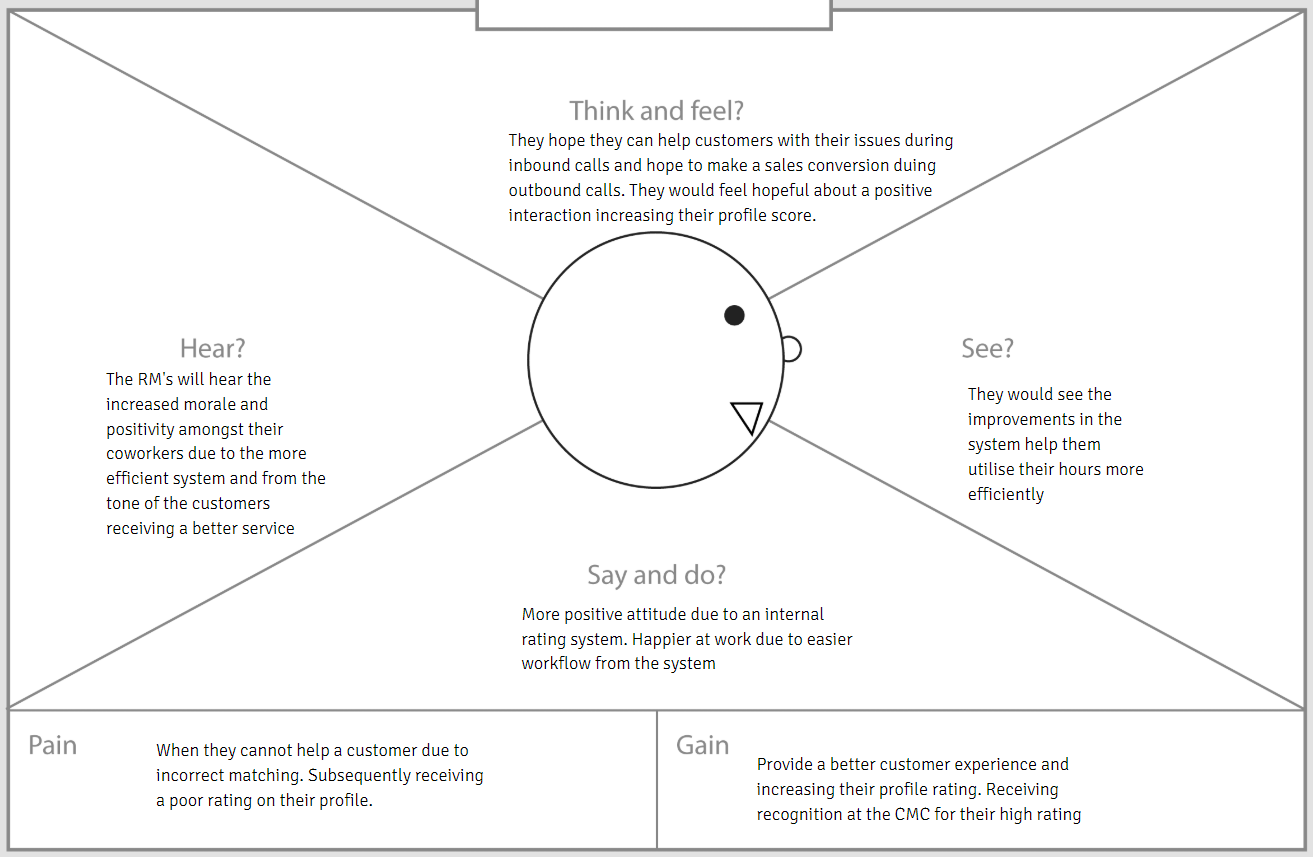 Think and feel?
They hope they can help customers with their issues during
inbound calls and hope to make a sales conversion duing
outbound calls. They would feel hopeful about a positive
interaction increasing their profile score.
Hear?
The RM's will hear the
increased morale and
positivity amongst their
coworkers due to the more
efficient system and from the
tone of the customers
receiving a better service
See?
They would see the
improvements in the
system help them
utilise their hours more
efficiently
Say and do?
More positive attitude due to an internal
rating system. Happier at work due to easier
workflow from the system
Pain
When they cannot help a customer due to
incorrect matching. Subsequently receiving
a poor rating on their profile.
Gain
Provide a better customer experience and
increasing their profile rating. Receiving
recognition at the CMC for their high rating